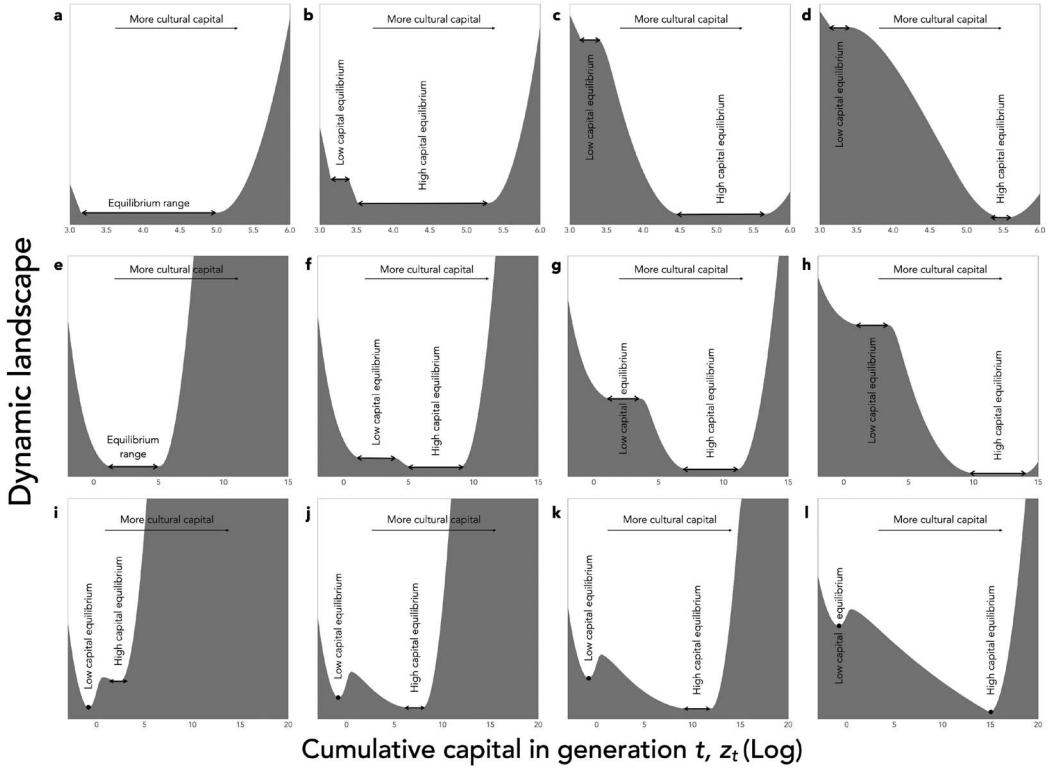 a
More cultural capital
Equilibrium range
3.0 3.5 4.0 4.5 5.0 5.5 6.0
b
More cultural capital
Low capital equilibrium
High capital equilibrium
3.0 3.5 4.0 4.5 5.0 5.5 6.0
c
More cultural capital
Low capital equilibrium
High capital equilibrium
3.0 3.5 4.0 4.5 5.0 5.5 6.0
d
More cultural capital
Low capital equilibrium
High capital equilibrium
3.0 3.5 4.0 4.5 5.0 5.5 6.0
Dynamic landscape
e
More cultural capital
Equilibrium
range
0 5 10 15
f
More cultural capital
Low capital equilibrium
High capital equilibrium
0 5 10 15
g
More cultural capital
Low capital equilibrium
High capital equilibrium
0 5 10 15
h
More cultural capital
Low capital equilibrium
High capital equilibrium
0 5 10 15
i
More cultural capital
Low capital equilibrium
High capital equilibrium
0 5 10 15 20
j
More cultural capital
Low capital equilibrium
High capital equilibrium
0 5 10 15 20
k
More cultural capital
Low capital equilibrium
High capital equilibrium
0 5 10 15 20
l
More cultural capital
Low capital equilibrium
High capital equilibrium
0 5 10 15 20
Cumulative capital in generation t, zt (Log)